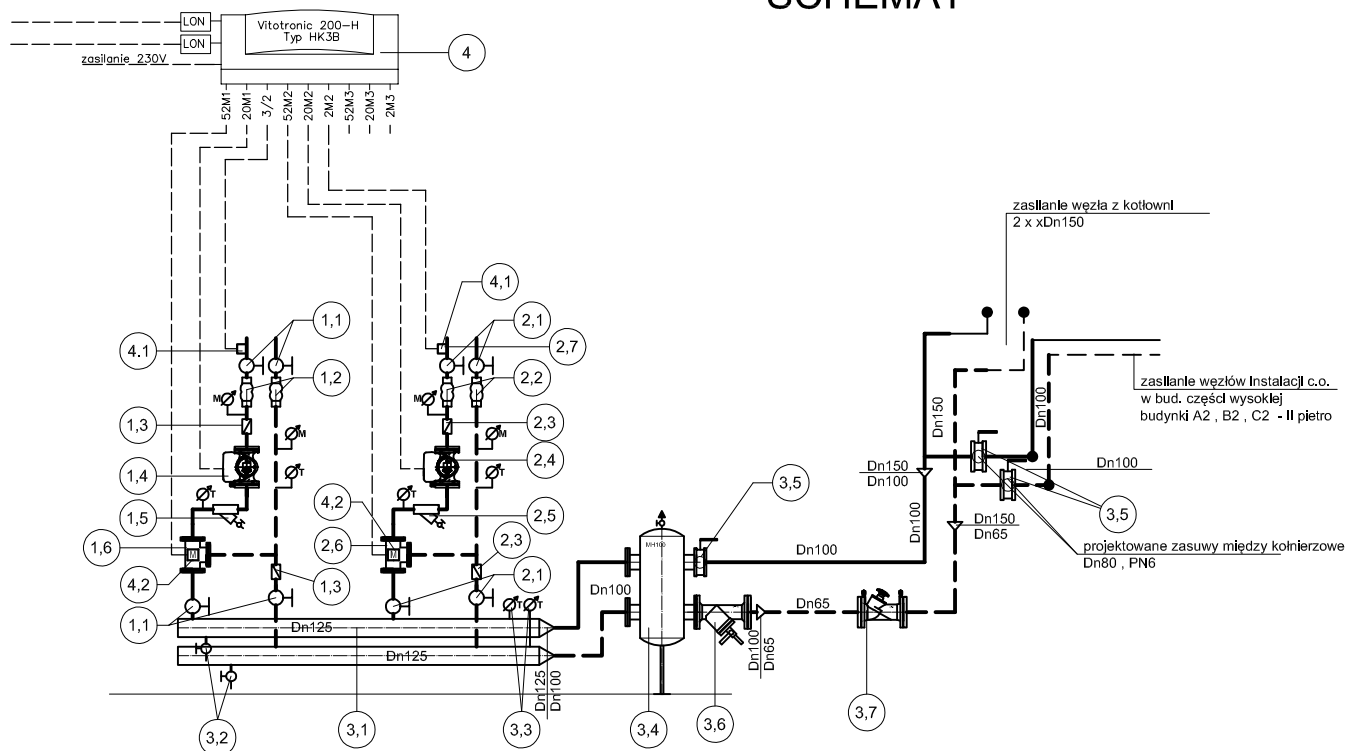 SCHEMAT
LON
LON
zasilanie 230V
Vitotronic 200-H
Typ HK3B
4
52M1
20M1
3/2
52M2
20M2
2M2
52M3
20M3
2M3
zasilanie węzła z kotłowni
2 x xDn150
4.1
1,1
4,1
2,1
2,7
1,2
2,2
M
M
1,3
2,3
M
M
1,4
2,4
T
T
T
T
1,5
4,2
2,5
1,6
M
2,6
M
4,2
1,3
2,3
1,1
2,1
T
T
Dn125
Dn125
3,2
3,1
3,3
Dn125
Dn100
Dn100
MH100
3,4
3,5
Dn100
3,6
Dn100
Dn65
Dn65
3,7
Dn150
Dn150
Dn100
Dn100
Dn100
zasilanie węzłów instalacji c.o.
w bud. części wysokiej
budynki A2 , B2 , C2 - II pietro
Dn100
3,5
Dn150
Dn65
projektowane zasuwy między kołnierzowe
Dn80 , PN6